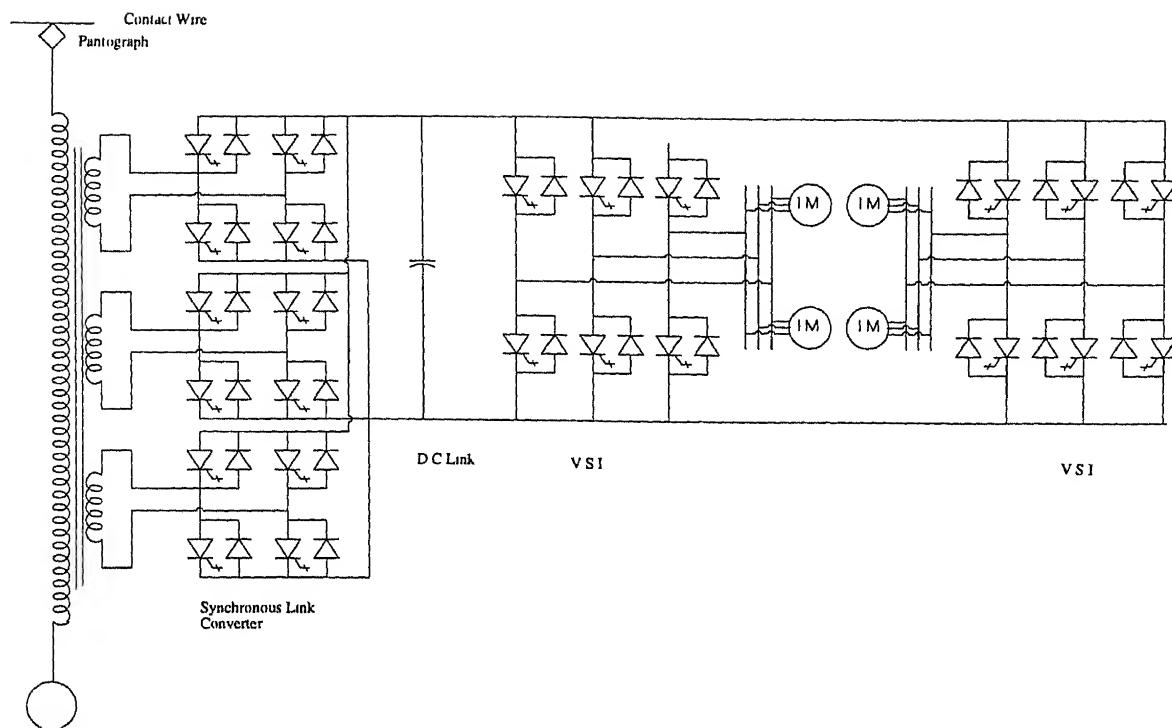 Contact Wire
Pantograph
IM IM
IM IM
D C Link
V S I
V S I
Synchronous Link
Converter